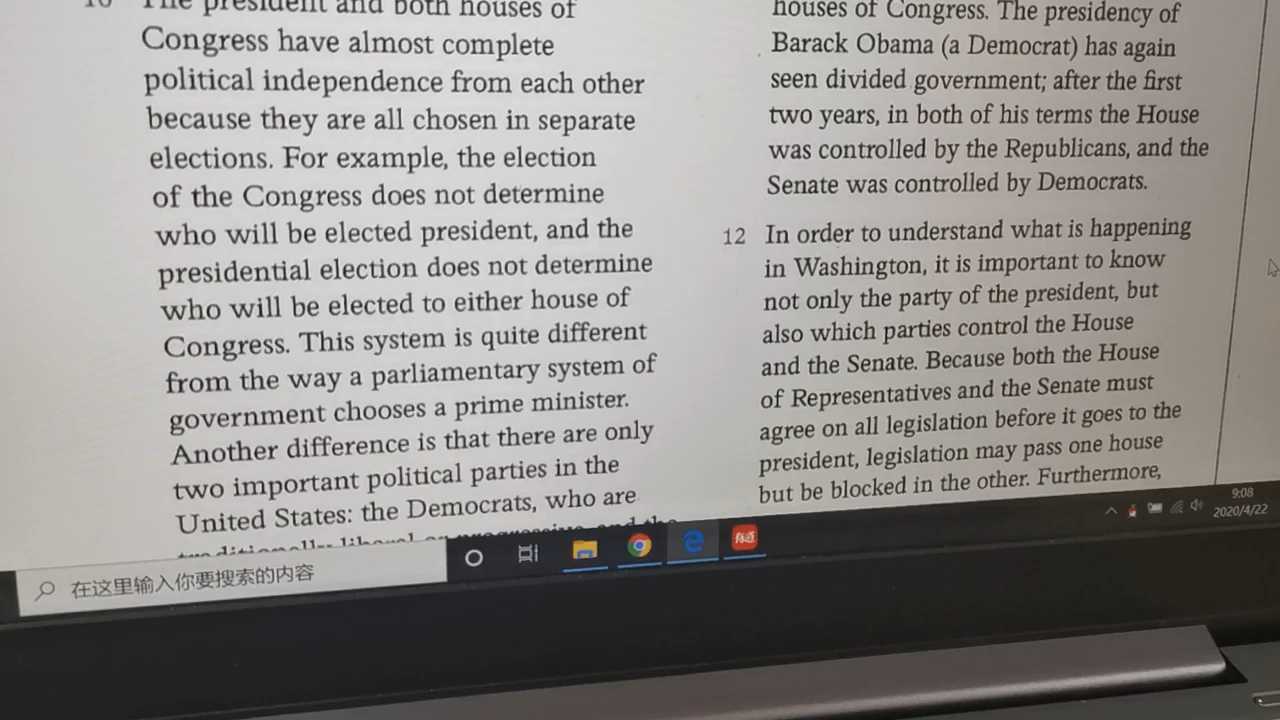 10 The president and both houses of
Congress have almost complete
political independence from each other
because they are all chosen in separate
elections. For example, the election
of the Congress does not determine
who will be elected president, and the
presidential election does not determine
who will be elected to either house of
Congress. This system is quite different
from the way a parliamentary system of
government chooses a prime minister.
Another difference is that there are only
two important political parties in the
United States: the Democrats, who are
houses of Congress. The presidency of
Barack Obama (a Democrat) has again
seen divided government; after the first
two years, in both of his terms the House
was controlled by the Republicans, and the
Senate was controlled by Democrats.
12 In order to understand what is happening
in Washington, it is important to know
not only the party of the president, but
also which parties control the House
and the Senate. Because both the House
of Representatives and the Senate must
agree on all legislation before it goes to the
president, legislation may pass one house
but be blocked in the other. Furthermore,
在这里输入你要搜索的内容
9:08
2020/4/22